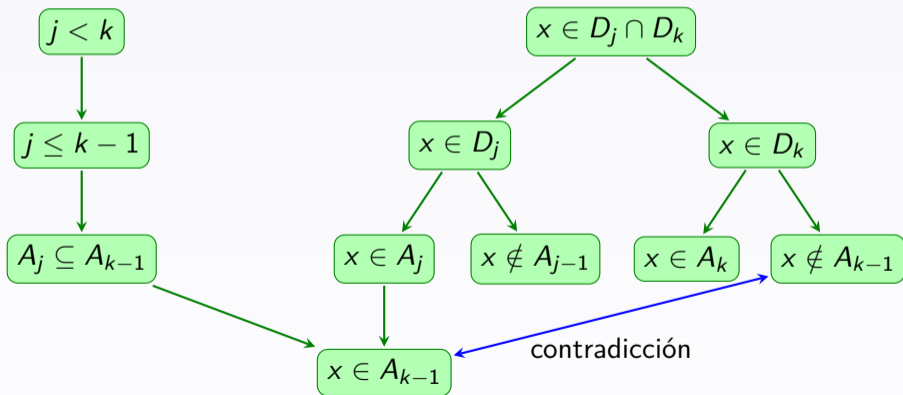 j < k
x ∈ D_j ∩ D_k
j ≤ k − 1
x ∈ D_j
x ∈ D_k
A_j ⊆ A_{k−1}
x ∈ A_j
x ∉ A_{j−1}
x ∈ A_k
x ∉ A_{k−1}
contradicción
x ∈ A_{k−1}